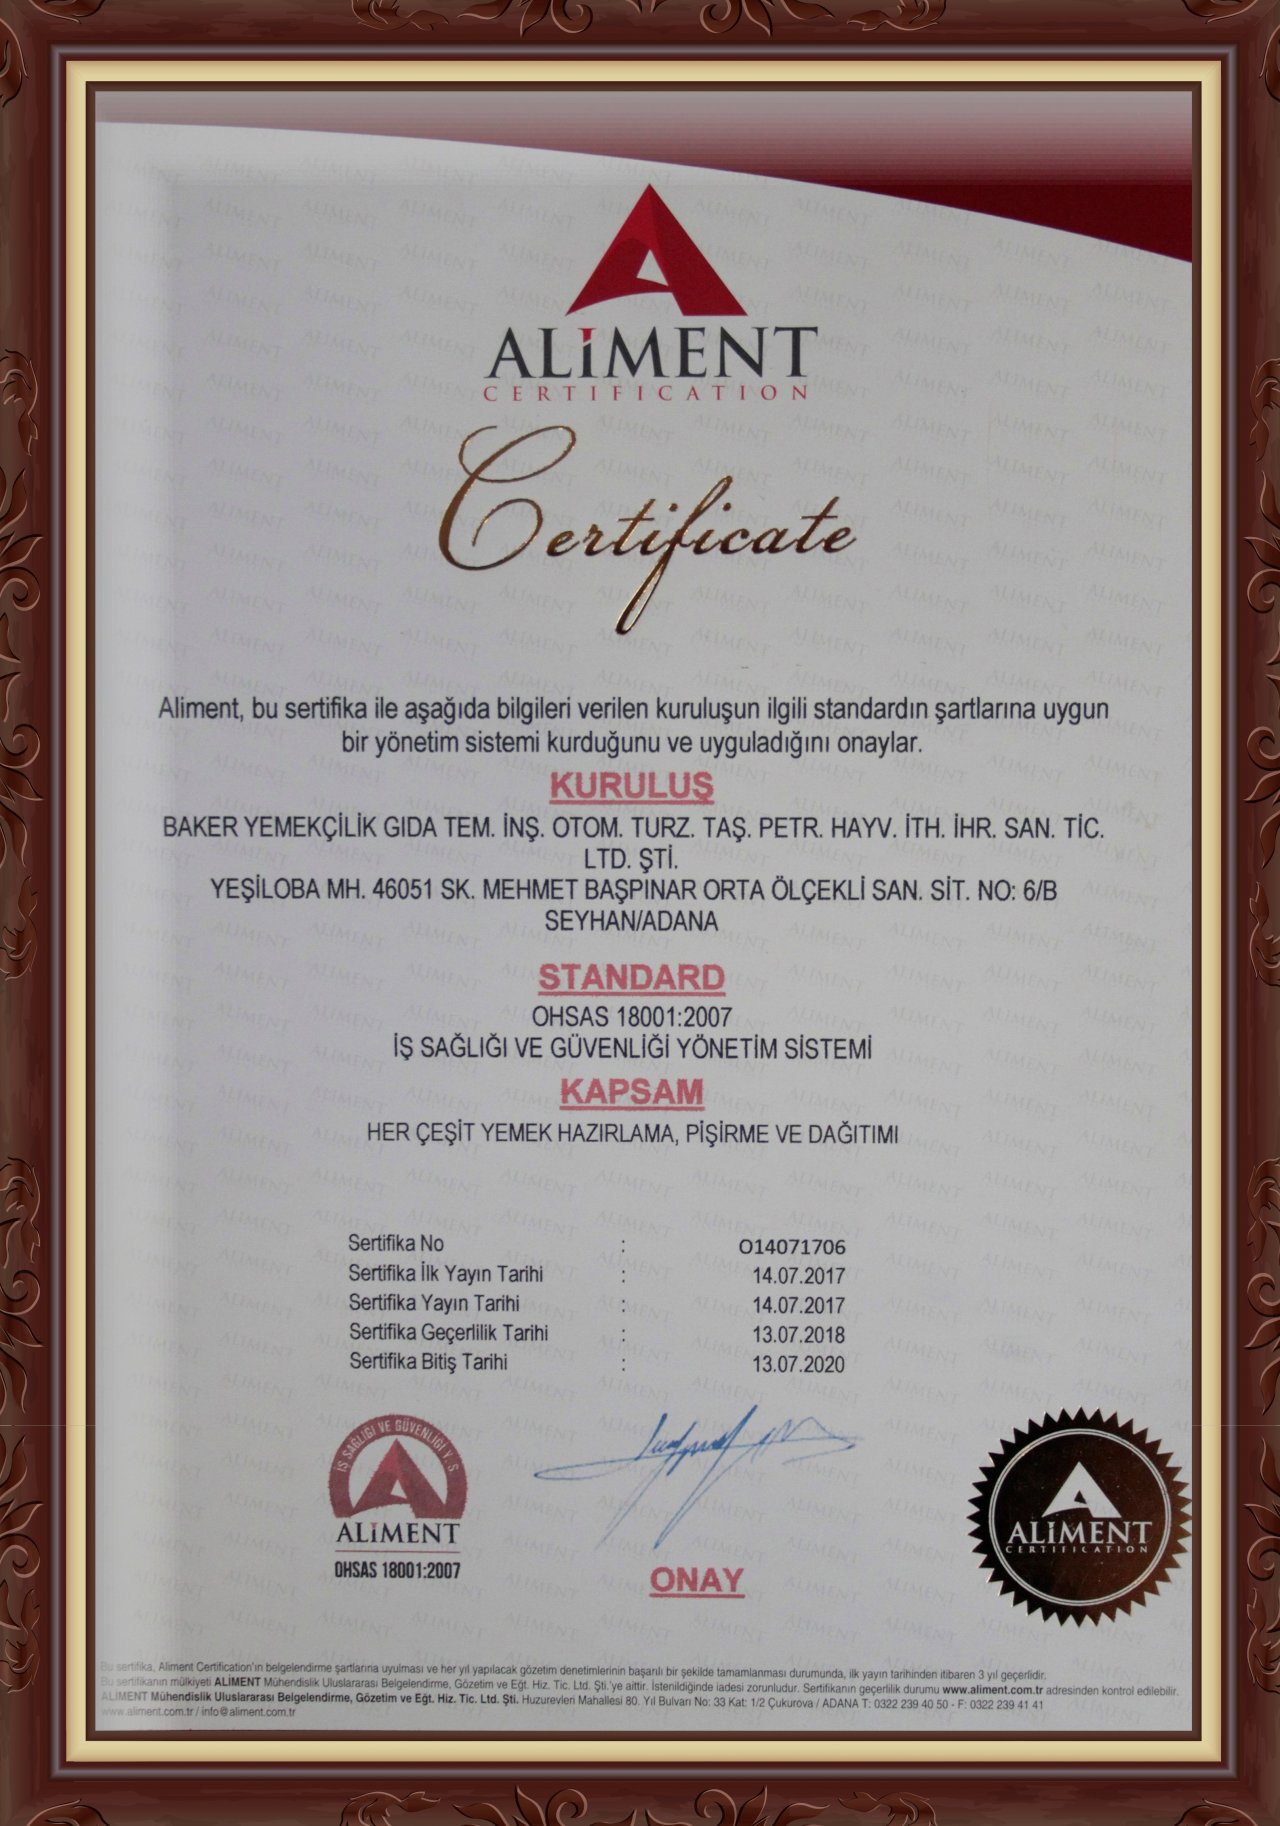 ALİMENT
CERTIFICATION
Certificate
Aliment, bu sertifika ile aşağıda bilgileri verilen kuruluşun ilgili standardın şartlarına uygun
bir yönetim sistemi kurduğunu ve uyguladığını onaylar.
KURULUŞ
BAKER YEMEKÇİLİK GIDA TEM. İNŞ. OTOM. TURZ. TAŞ. PETR. HAYV. İTH. İHR. SAN. TİC.
LTD. ŞTİ.
YEŞİLOBA MH. 46051 SK. MEHMET BAŞPINAR ORTA ÖLÇEKLİ SAN. SİT. NO: 6/B
SEYHAN/ADANA
STANDARD
OHSAS 18001:2007
İŞ SAĞLIĞI VE GÜVENLİĞİ YÖNETİM SİSTEMİ
KAPSAM
HER ÇEŞİT YEMEK HAZIRLAMA, PİŞİRME VE DAĞITIMI
Sertifika No : O14071706
Sertifika İlk Yayın Tarihi : 14.07.2017
Sertifika Yayın Tarihi : 14.07.2017
Sertifika Geçerlilik Tarihi : 13.07.2018
Sertifika Bitiş Tarihi : 13.07.2020
İŞ SAĞLIĞI VE GÜVENLİĞİ Y. S
ALİMENT
OHSAS 18001:2007
ONAY
ALİMENT
CERTIFICATION
Bu sertifika, Aliment Certification'ın belgelendirme şartlarına uyulması ve her yıl yapılacak gözetim denetimlerinin başarılı bir şekilde tamamlanması durumunda, ilk yayın tarihinden itibaren 3 yıl geçerlidir.
Bu sertifikanın mülkiyeti ALİMENT Mühendislik Uluslararası Belgelendirme, Gözetim ve Eğt. Hiz. Tic. Ltd. Şti.'ye aittir. İstenildiğinde iadesi zorunludur. Sertifikanın geçerlilik durumu www.aliment.com.tr adresinden kontrol edilebilir.
ALİMENT Mühendislik Uluslararası Belgelendirme, Gözetim ve Eğt. Hiz. Tic. Ltd. Şti. Huzurevleri Mahallesi 80. Yıl Bulvarı No: 33 Kat: 1/2 Çukurova / ADANA T: 0322 239 40 50 - F: 0322 239 41 41
www.aliment.com.tr / info@aliment.com.tr